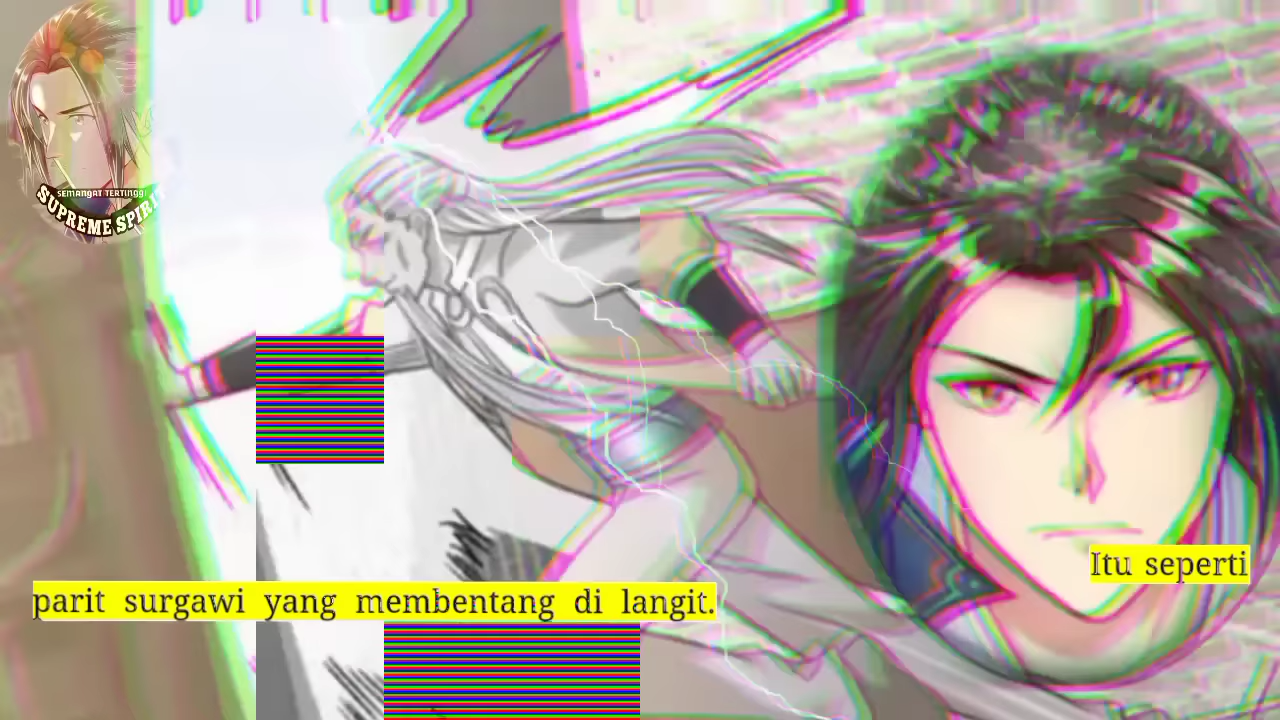 SEMANGAT TERTINGGI
SUPREME SPIRIT
Itu seperti
parit surgawi yang membentang di langit.